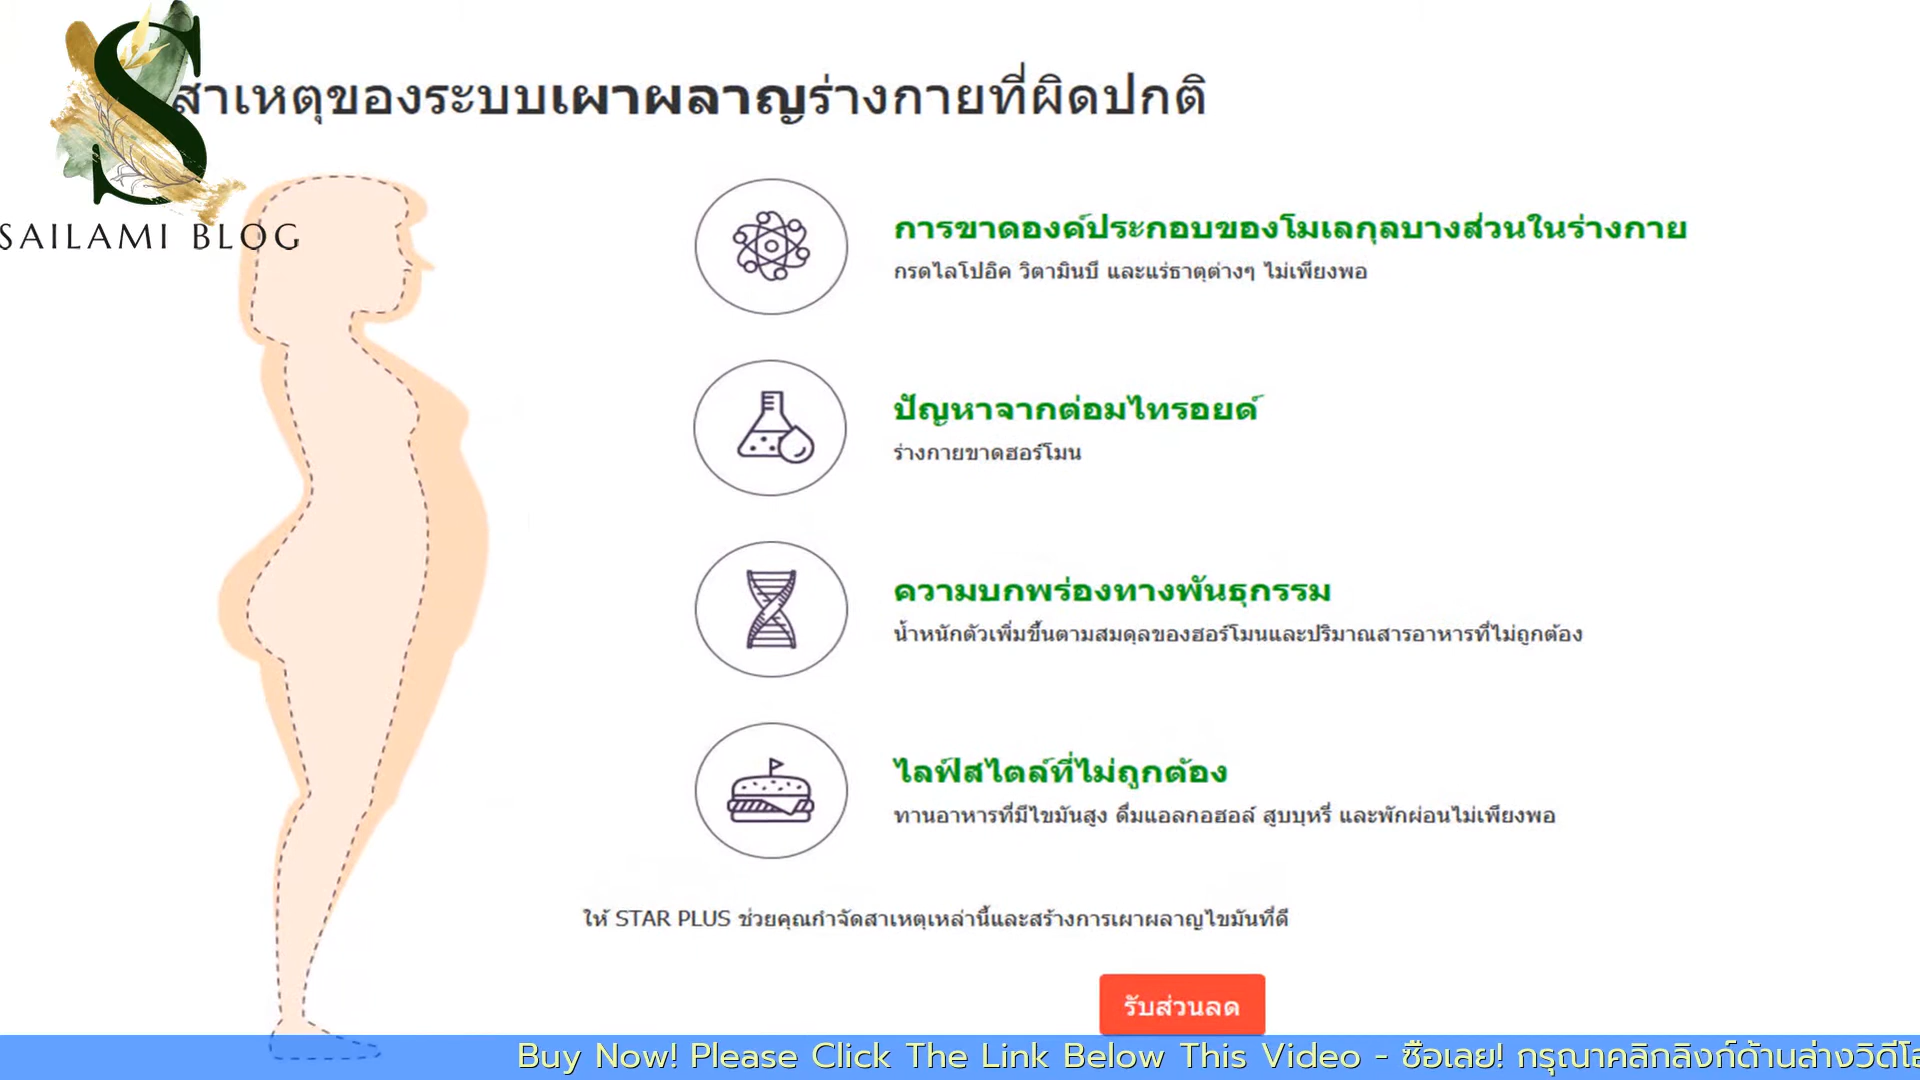 สาเหตุของระบบเผาผลาญร่างกายที่ผิดปกติ
SAILAMI BLOG
การขาดองค์ประกอบของโมเลกุลบางส่วนในร่างกาย
กรดไลโปอิค วิตามินบี และแร่ธาตุต่างๆ ไม่เพียงพอ
ปัญหาจากต่อมไทรอยด์
ร่างกายขาดฮอร์โมน
ความบกพร่องทางพันธุกรรม
น้ำหนักตัวเพิ่มขึ้นตามสมดุลของฮอร์โมนและปริมาณสารอาหารที่ไม่ถูกต้อง
ไลฟ์สไตล์ที่ไม่ถูกต้อง
ทานอาหารที่มีไขมันสูง ดื่มแอลกอฮอล์ สูบบุหรี่ และพักผ่อนไม่เพียงพอ
ให้ STAR PLUS ช่วยคุณกำจัดสาเหตุเหล่านี้และสร้างการเผาผลาญไขมันที่ดี
รับส่วนลด
Buy Now! Please Click The Link Below This Video - ซื้อเลย! กรุณาคลิกลิงก์ด้านล่างวิดีโอ